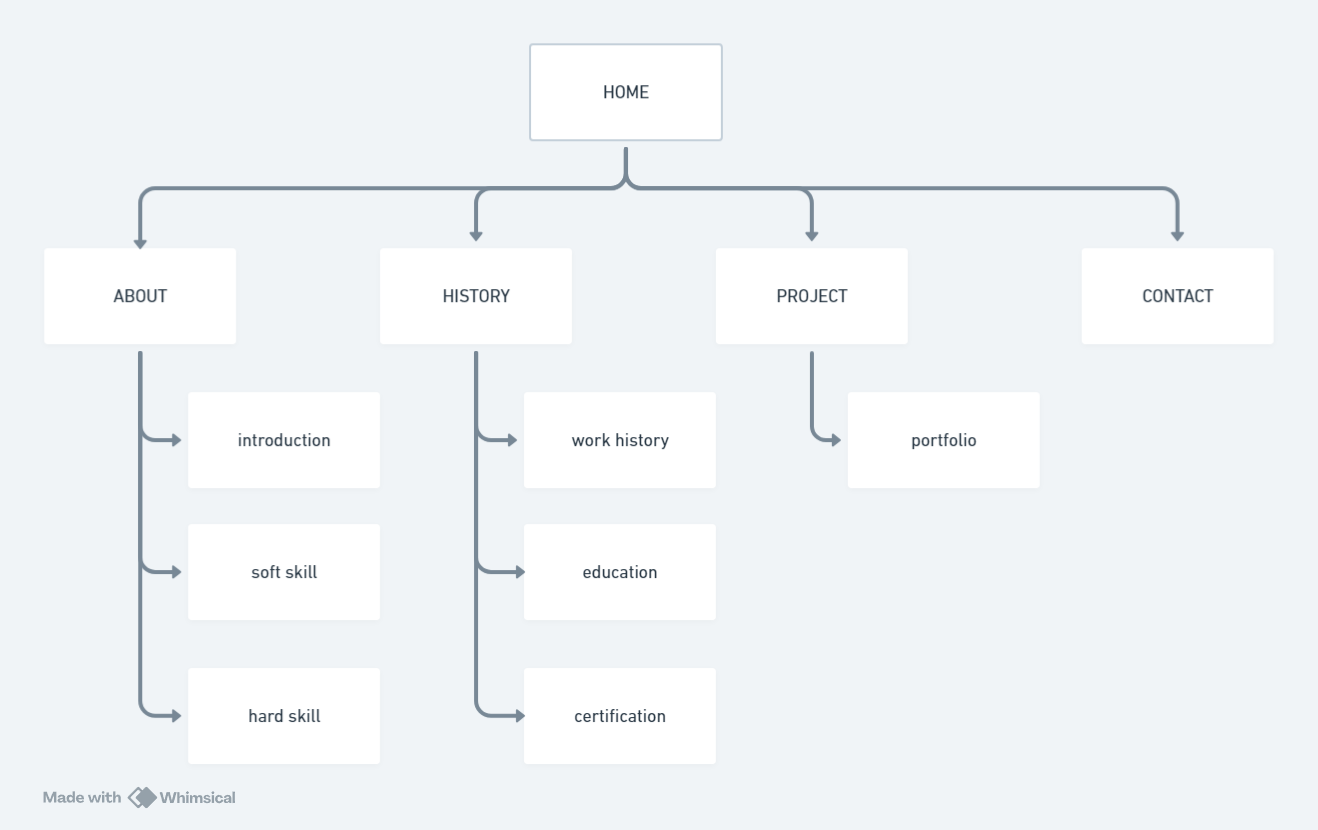 HOME
ABOUT
HISTORY
PROJECT
CONTACT
introduction
work history
portfolio
soft skill
education
hard skill
certification
Made with Whimsical